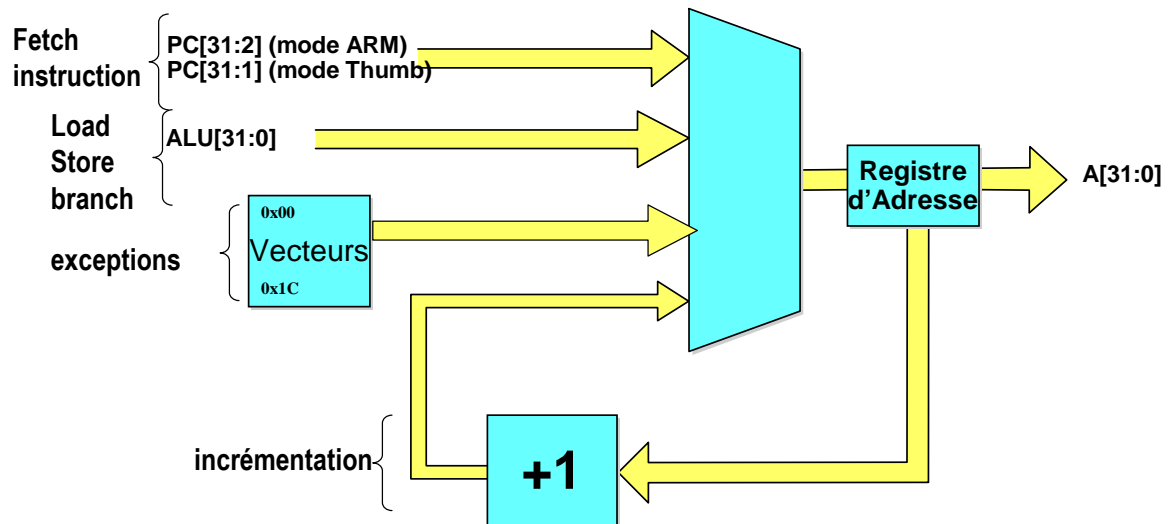 Fetch
instruction
PC[31:2] (mode ARM)
PC[31:1] (mode Thumb)
Load
Store
branch
ALU[31:0]
exceptions
0x00
Vecteurs
0x1C
Registre
d'Adresse
A[31:0]
incrémentation
+1